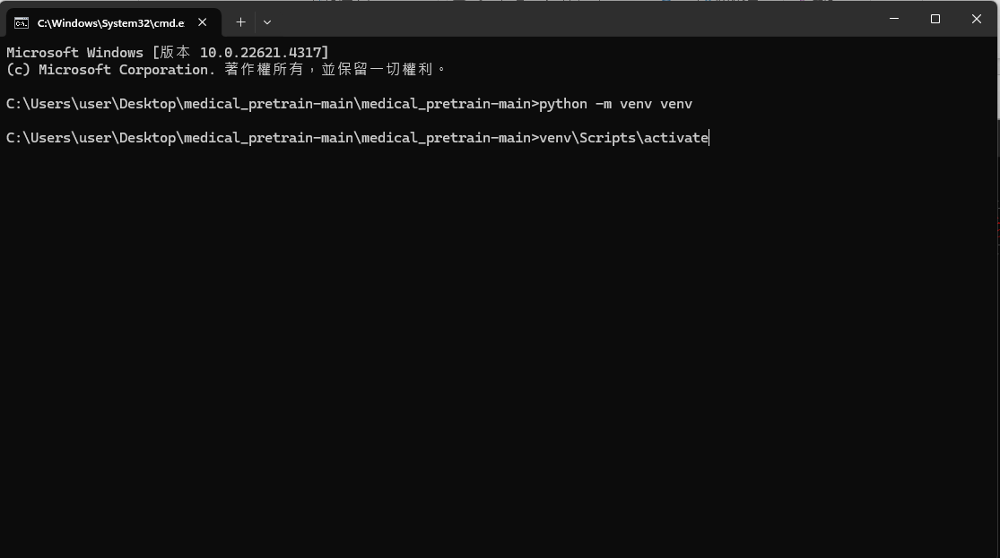 C:\Windows\System32\cmd.e
Microsoft Windows [版本 10.0.22621.4317]
(c) Microsoft Corporation. 著作權所有，並保留一切權利。
C:\Users\user\Desktop\medical_pretrain-main\medical_pretrain-main>python -m venv venv
C:\Users\user\Desktop\medical_pretrain-main\medical_pretrain-main>venv\Scripts\activate